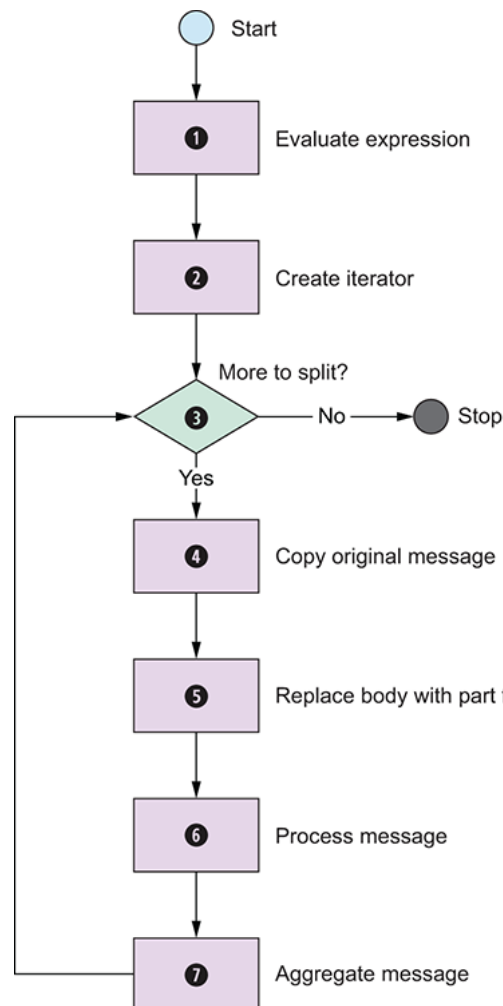 Start
1
Evaluate expression
2
Create iterator
More to split?
3
No
Stop
Yes
4
Copy original message
5
Replace body with part
6
Process message
7
Aggregate message